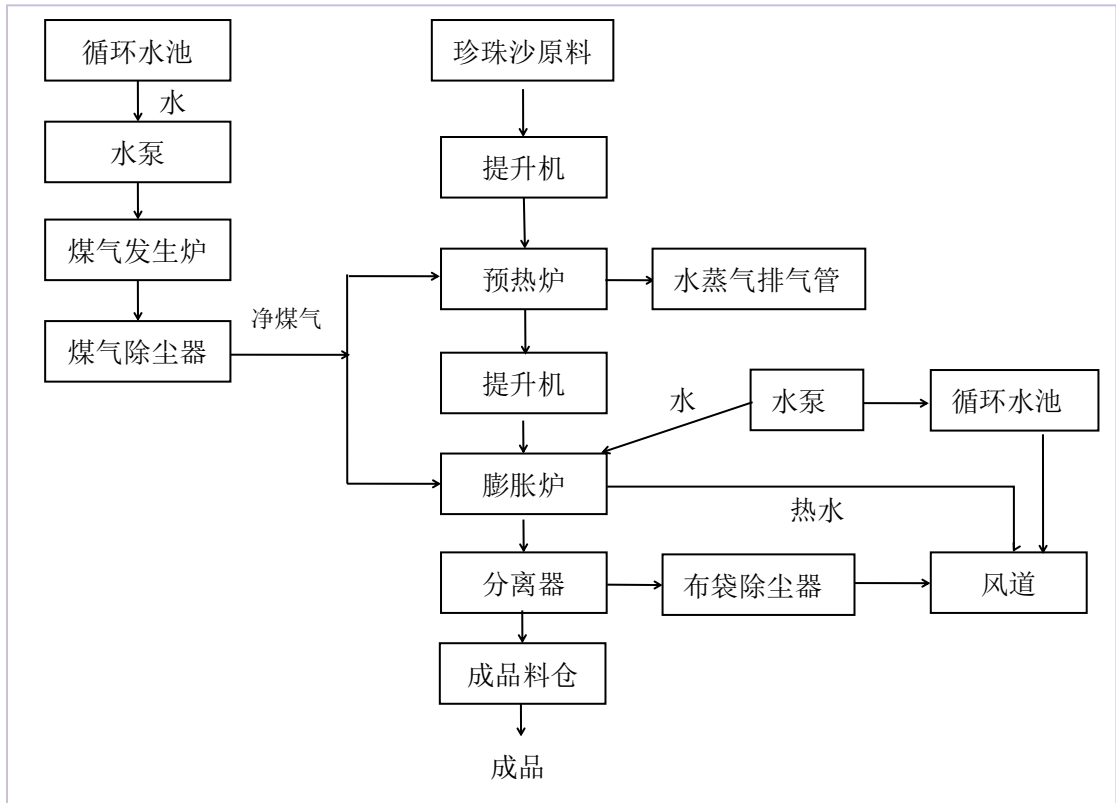 循环水池
珍珠沙原料
水
水泵
提升机
煤气发生炉
预热炉
水蒸气排气管
净煤气
煤气除尘器
提升机
水
水泵
循环水池
膨胀炉
热水
分离器
布袋除尘器
风道
成品料仓
成品